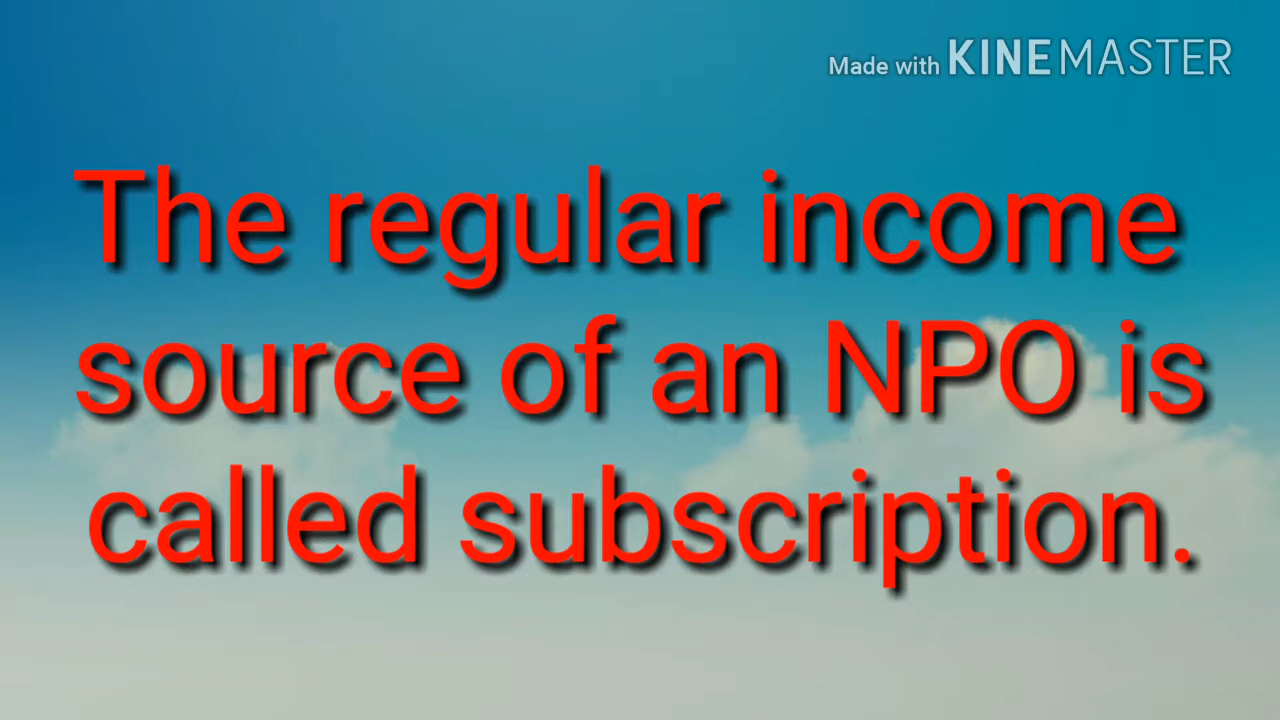 Made with KINEMASTER
The regular income
source of an NPO is
called subscription.